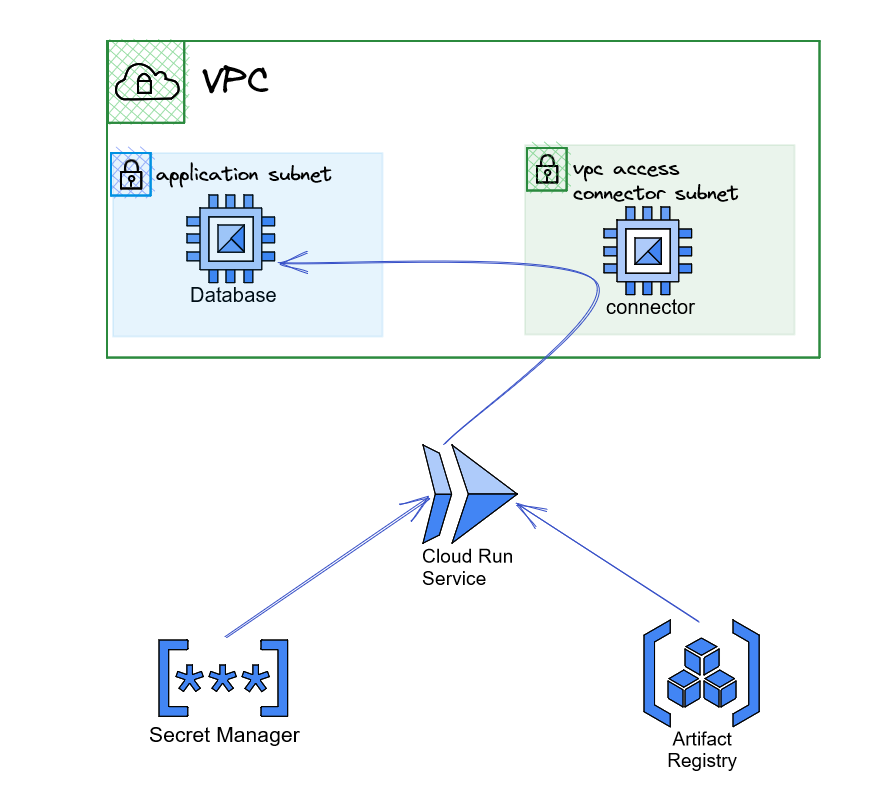 VPC
application subnet
Database
vpc access
connector subnet
connector
Cloud Run
Service
***
Secret Manager
Artifact
Registry